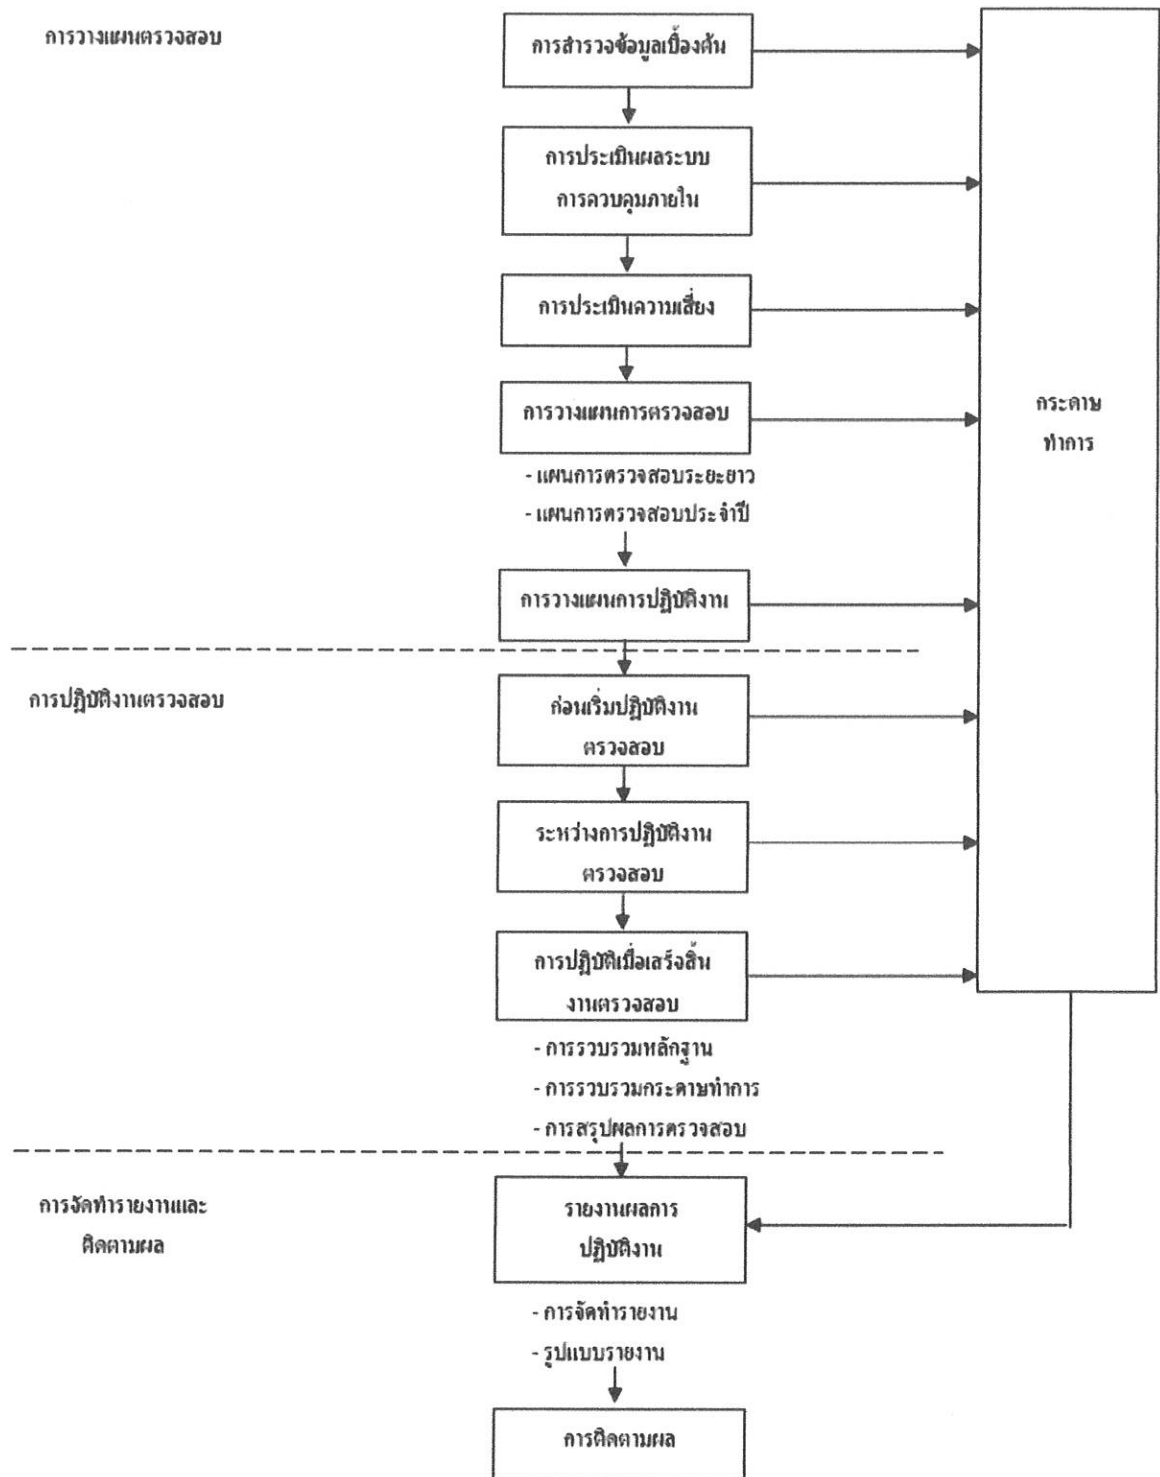 การวางแผนตรวจสอบ
การสำรวจข้อมูลเบื้องต้น
การประเมินผลระบบ
การควบคุมภายใน
การประเมินความเสี่ยง
การวางแผนการตรวจสอบ
- แผนการตรวจสอบระยะยาว
- แผนการตรวจสอบประจำปี
การวางแผนการปฏิบัติงาน
กระดาษ
ทำการ
การปฏิบัติงานตรวจสอบ
ก่อนเริ่มปฏิบัติงาน
ตรวจสอบ
ระหว่างการปฏิบัติงาน
ตรวจสอบ
การปฏิบัติเมื่อเสร็จสิ้น
งานตรวจสอบ
- การรวบรวมหลักฐาน
- การรวบรวมกระดาษทำการ
- การสรุปผลการตรวจสอบ
การจัดทำรายงานและ
ติดตามผล
รายงานผลการ
ปฏิบัติงาน
- การจัดทำรายงาน
- รูปแบบรายงาน
การติดตามผล